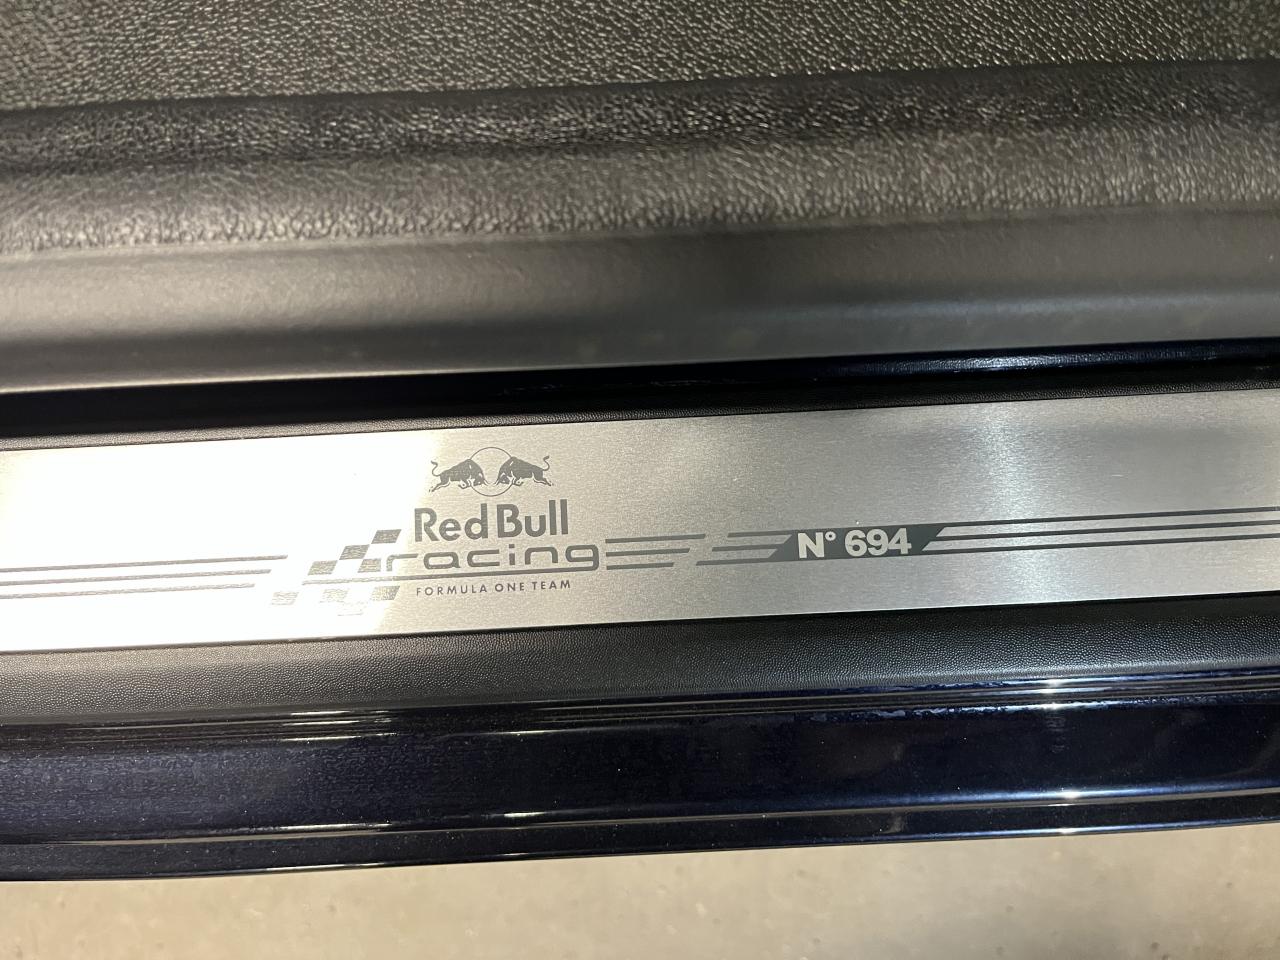 Red Bull
racing
FORMULA ONE TEAM
N° 694